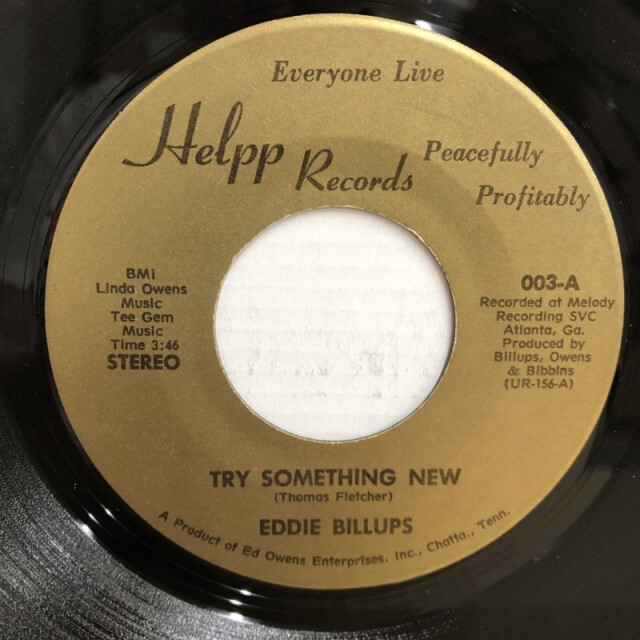 Everyone Live
Helpp Records
Peacefully
Profitably
BMI
Linda Owens
Music
Tee Gem
Music
Time 3:46
STEREO
003-A
Recorded at Melody
Recording SVC
Atlanta, Ga.
Produced by
Billups, Owens
& Bibbins
(UR-156-A)
TRY SOMETHING NEW
(Thomas Fletcher)
EDDIE BILLUPS
A Product of Ed Owens Enterprises, Inc., Chatta., Tenn.